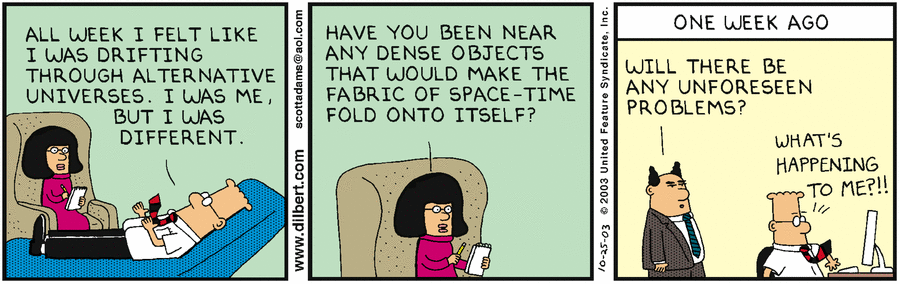 ALL WEEK I FELT LIKE
I WAS DRIFTING
THROUGH ALTERNATIVE
UNIVERSES. I WAS ME,
BUT I WAS
DIFFERENT.
www.dilbert.com
scottadams@aol.com
HAVE YOU BEEN NEAR
ANY DENSE OBJECTS
THAT WOULD MAKE THE
FABRIC OF SPACE-TIME
FOLD ONTO ITSELF?
10-25-03 © 2003 United Feature Syndicate, Inc.
ONE WEEK AGO
WILL THERE BE
ANY UNFORESEEN
PROBLEMS?
WHAT'S
HAPPENING
TO ME?!!